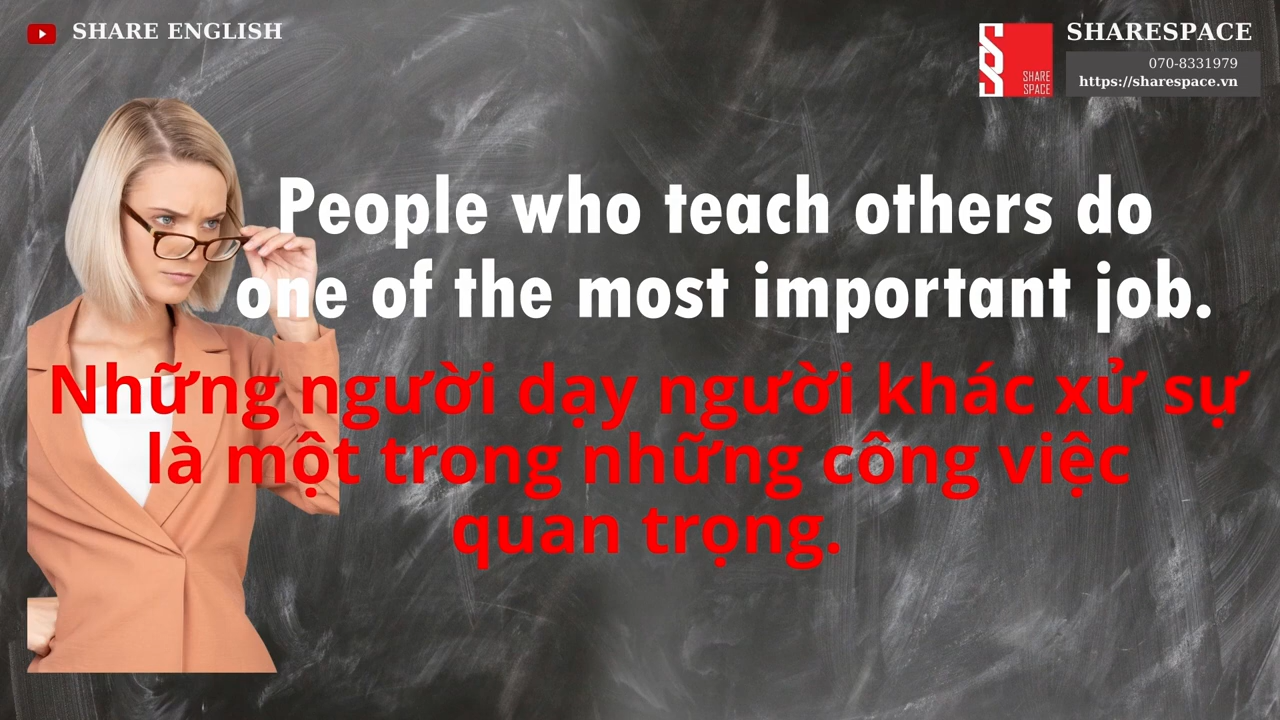 SHARE ENGLISH
SHARESPACE
070-8331979
https://sharespace.vn
SHARE
SPACE
People who teach others do
one of the most important job.
Những người dạy người khác xử sự
là một trong những công việc
quan trọng.